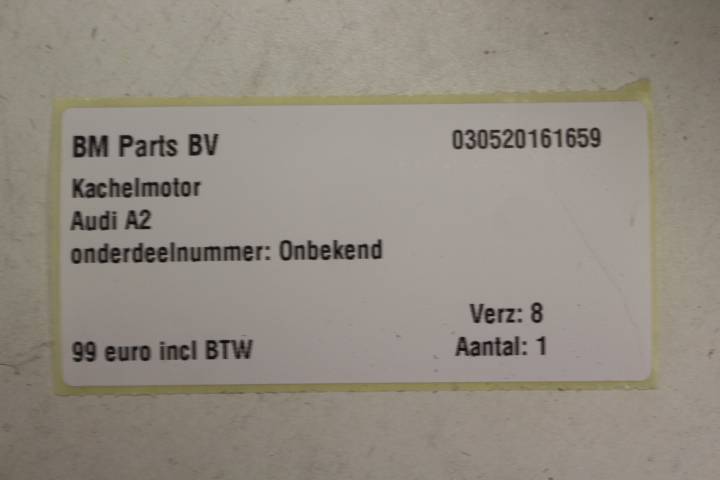 BM Parts BV 030520161659
Kachelmotor
Audi A2
onderdeelnummer: Onbekend
Verz: 8
99 euro incl BTW Aantal: 1